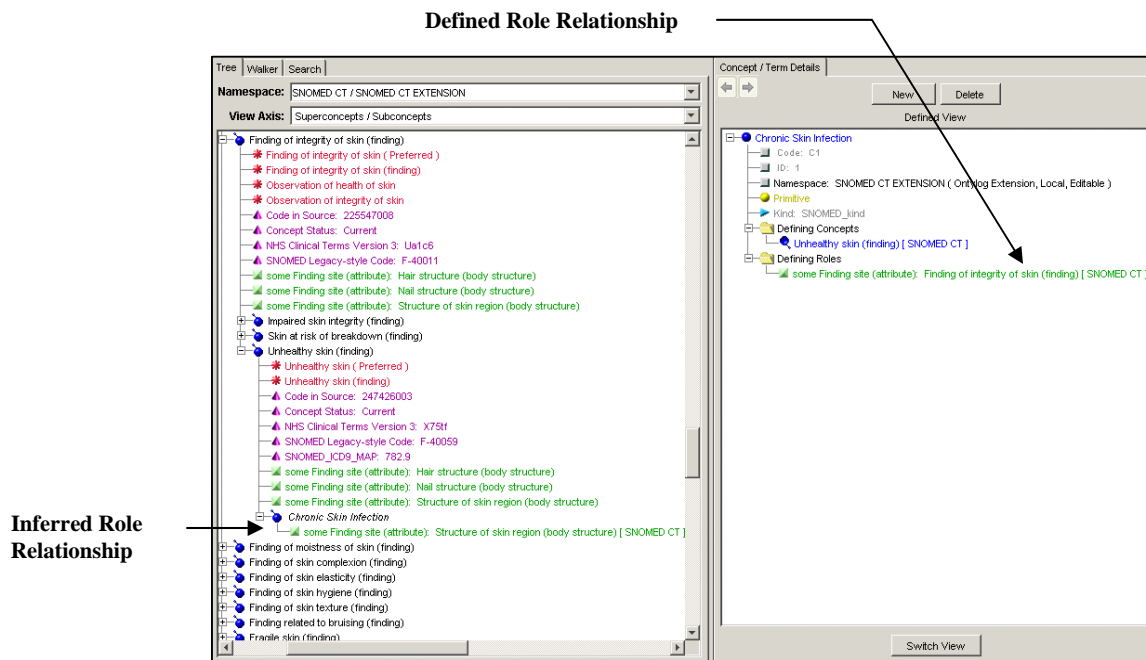 Defined Role Relationship
Tree
Walker
Search
Namespace: SNOMED CT / SNOMED CT EXTENSION
View Axis: Superconcepts / Subconcepts
Finding of integrity of skin (finding)
Finding of integrity of skin ( Preferred )
Finding of integrity of skin (finding)
Observation of health of skin
Observation of integrity of skin
Code in Source: 225547008
Concept Status: Current
NHS Clinical Terms Version 3: Ua1c6
SNOMED Legacy-style Code: F-40011
some Finding site (attribute): Hair structure (body structure)
some Finding site (attribute): Nail structure (body structure)
some Finding site (attribute): Structure of skin region (body structure)
Impaired skin integrity (finding)
Skin at risk of breakdown (finding)
Unhealthy skin (finding)
Unhealthy skin ( Preferred )
Unhealthy skin (finding)
Code in Source: 247426003
Concept Status: Current
NHS Clinical Terms Version 3: X75tf
SNOMED Legacy-style Code: F-40059
SNOMED_ICD9_MAP: 782.9
some Finding site (attribute): Hair structure (body structure)
some Finding site (attribute): Nail structure (body structure)
some Finding site (attribute): Structure of skin region (body structure)
Chronic Skin Infection
some Finding site (attribute): Structure of skin region (body structure) [ SNOMED CT ]
Finding of moistness of skin (finding)
Finding of skin complexion (finding)
Finding of skin elasticity (finding)
Finding of skin hygiene (finding)
Finding of skin texture (finding)
Finding related to bruising (finding)
Fragile skin (finding)
Inferred Role
Relationship
Concept / Term Details
New
Delete
Defined View
Chronic Skin Infection
Code: C1
ID: 1
Namespace: SNOMED CT EXTENSION ( Ontylog Extension, Local, Editable )
Primitive
Kind: SNOMED_kind
Defining Concepts
Unhealthy skin (finding) [ SNOMED CT ]
Defining Roles
some Finding site (attribute): Finding of integrity of skin (finding) [ SNOMED CT ]
Switch View